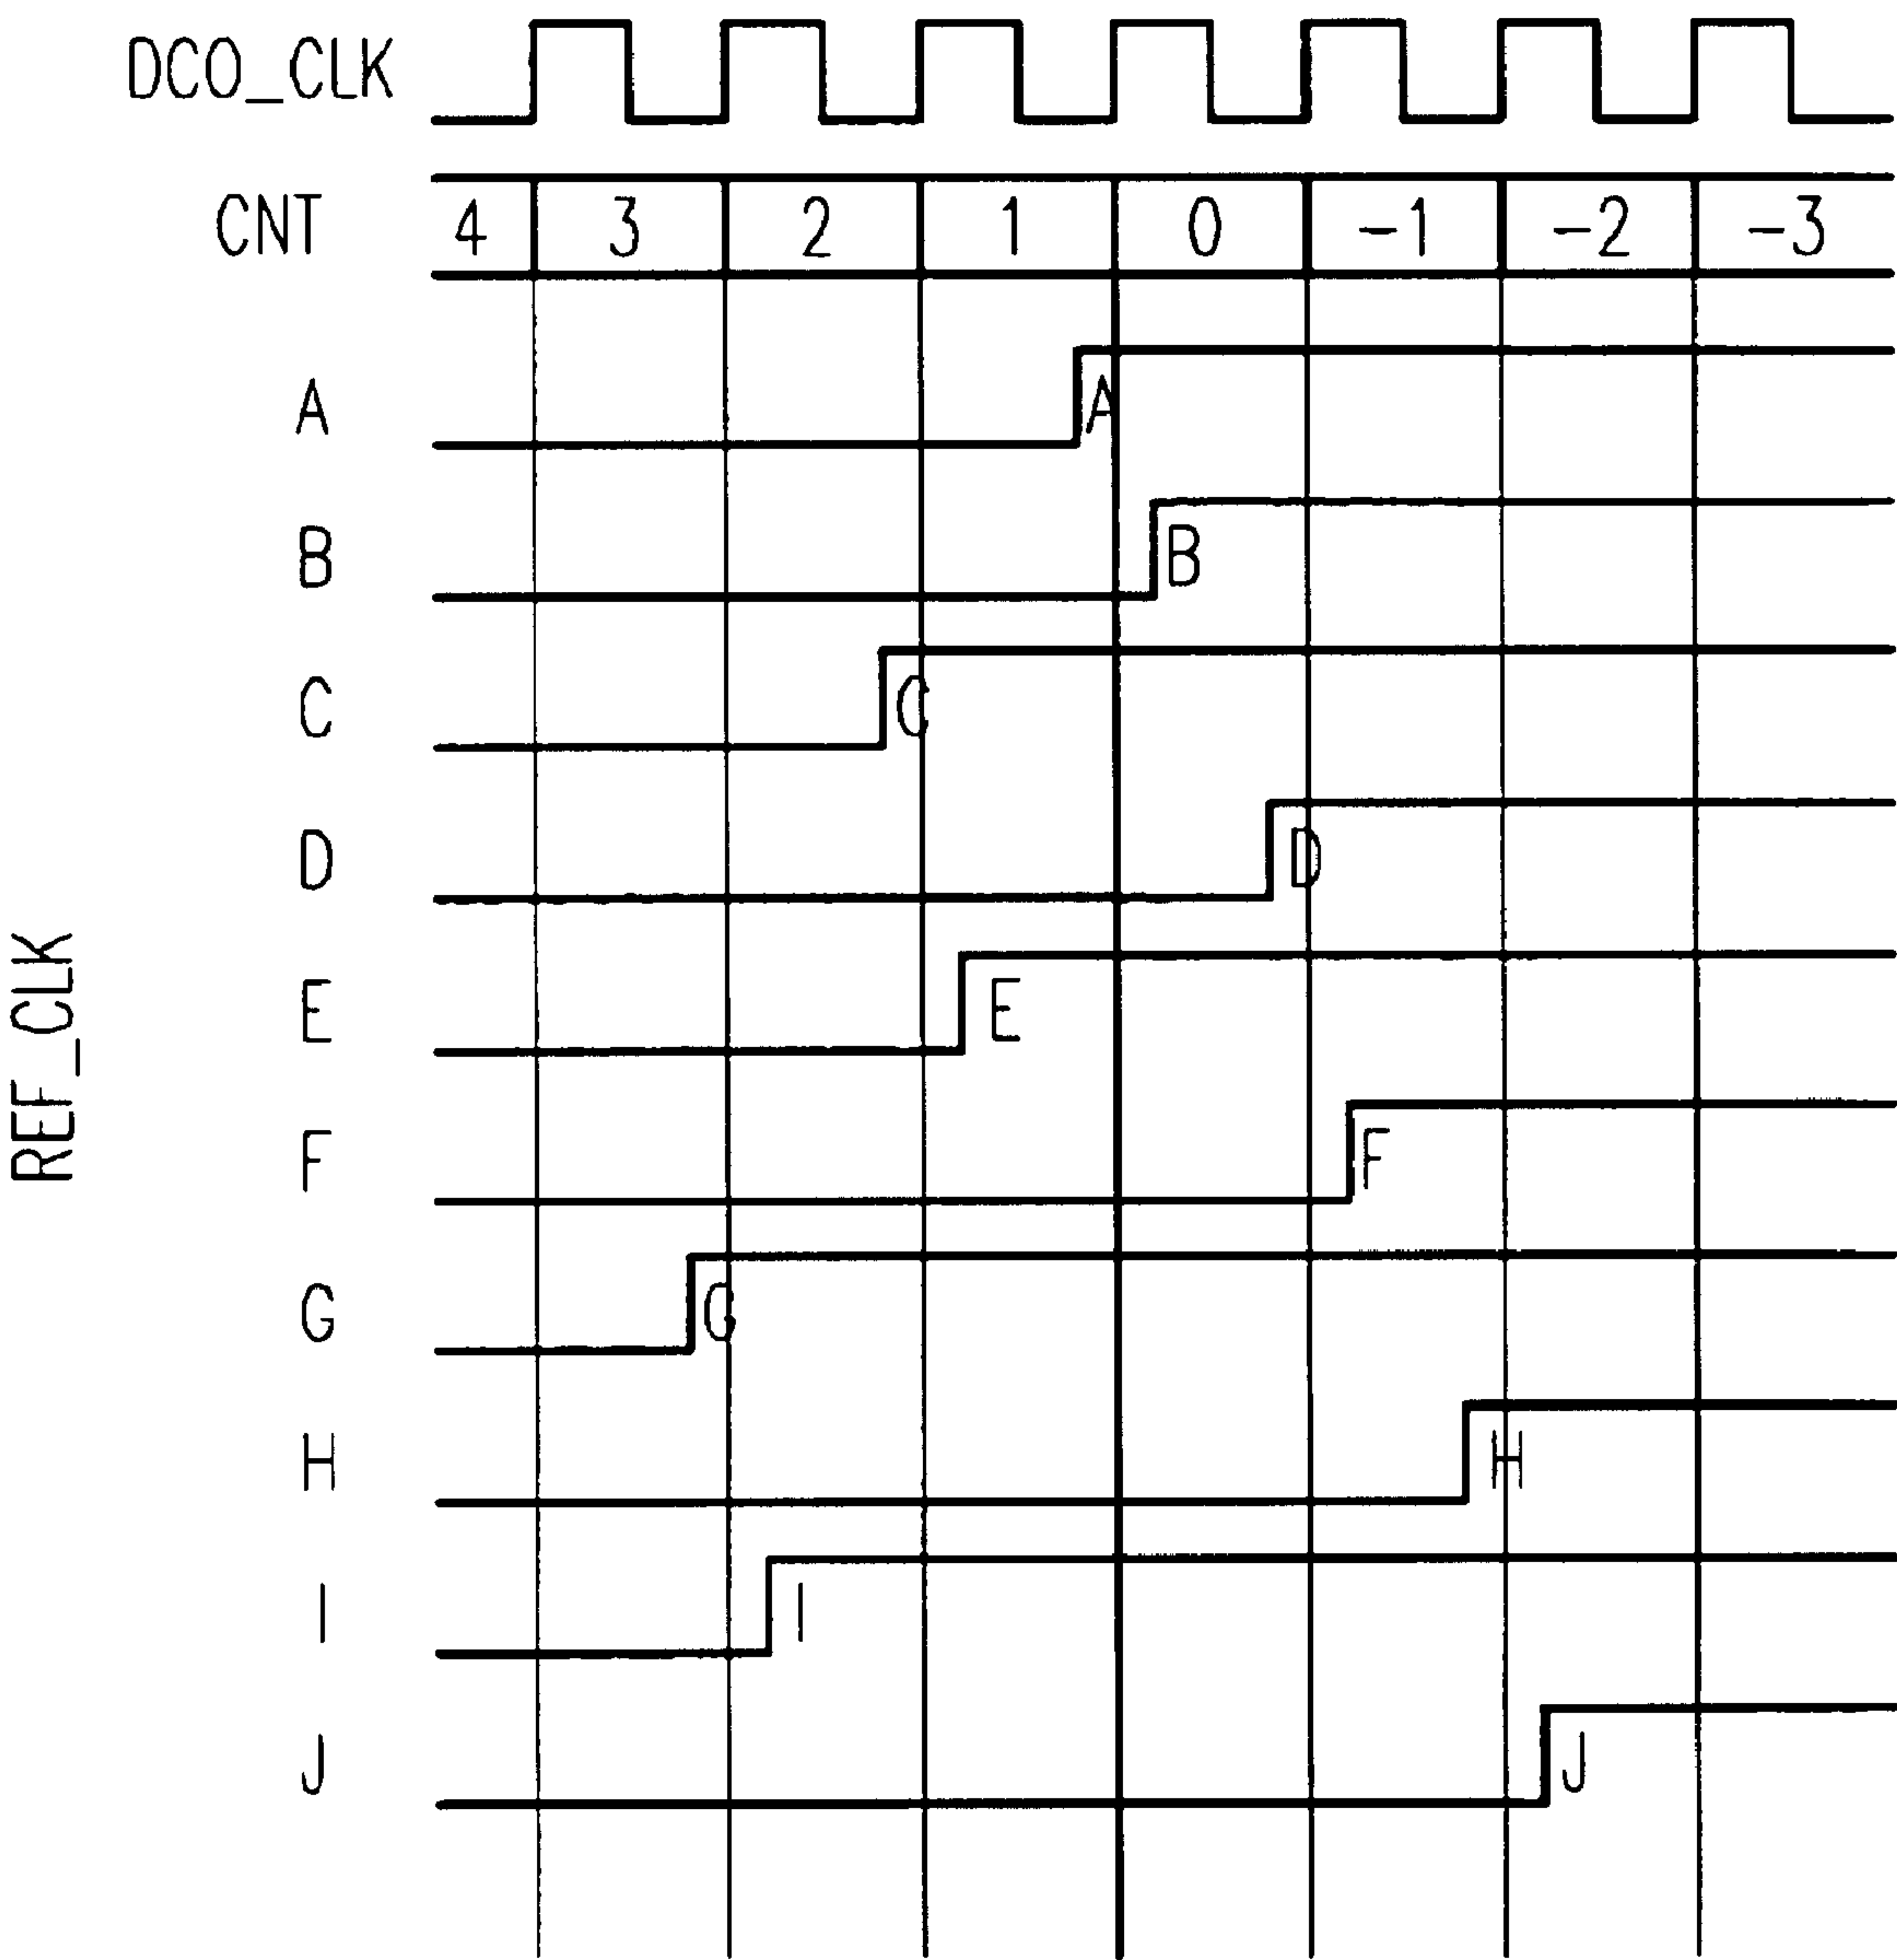 DCO_CLK
CNT 4 3 2 1 0 -1 -2 -3
A A
B B
C C
D D
REF_CLK
E E
F F
G G
H H
I I
J J